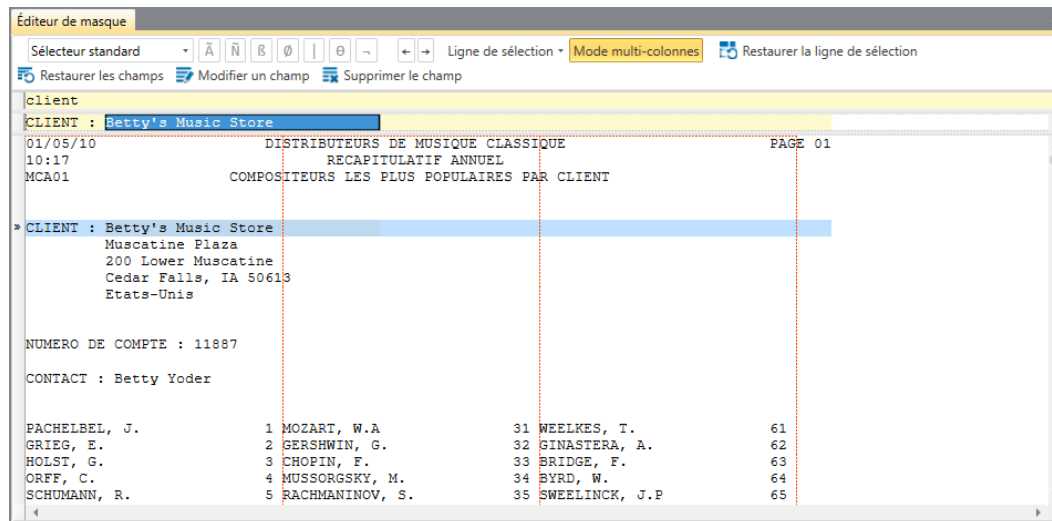 Éditeur de masque
Sélecteur standard Ã Ñ ß Ø | θ ¬ ← → Ligne de sélection Mode multi-colonnes Restaurer la ligne de sélection
Restaurer les champs Modifier un champ Supprimer le champ
client
CLIENT : Betty's Music Store
01/05/10 DISTRIBUTEURS DE MUSIQUE CLASSIQUE PAGE 01
10:17 RECAPITULATIF ANNUEL
MCA01 COMPOSITEURS LES PLUS POPULAIRES PAR CLIENT
» CLIENT : Betty's Music Store
Muscatine Plaza
200 Lower Muscatine
Cedar Falls, IA 50613
Etats-Unis
NUMERO DE COMPTE : 11887
CONTACT : Betty Yoder
PACHELBEL, J. 1 MOZART, W.A 31 WEELKES, T. 61
GRIEG, E. 2 GERSHWIN, G. 32 GINASTERA, A. 62
HOLST, G. 3 CHOPIN, F. 33 BRIDGE, F. 63
ORFF, C. 4 MUSSORGSKY, M. 34 BYRD, W. 64
SCHUMANN, R. 5 RACHMANINOV, S. 35 SWEELINCK, J.P 65